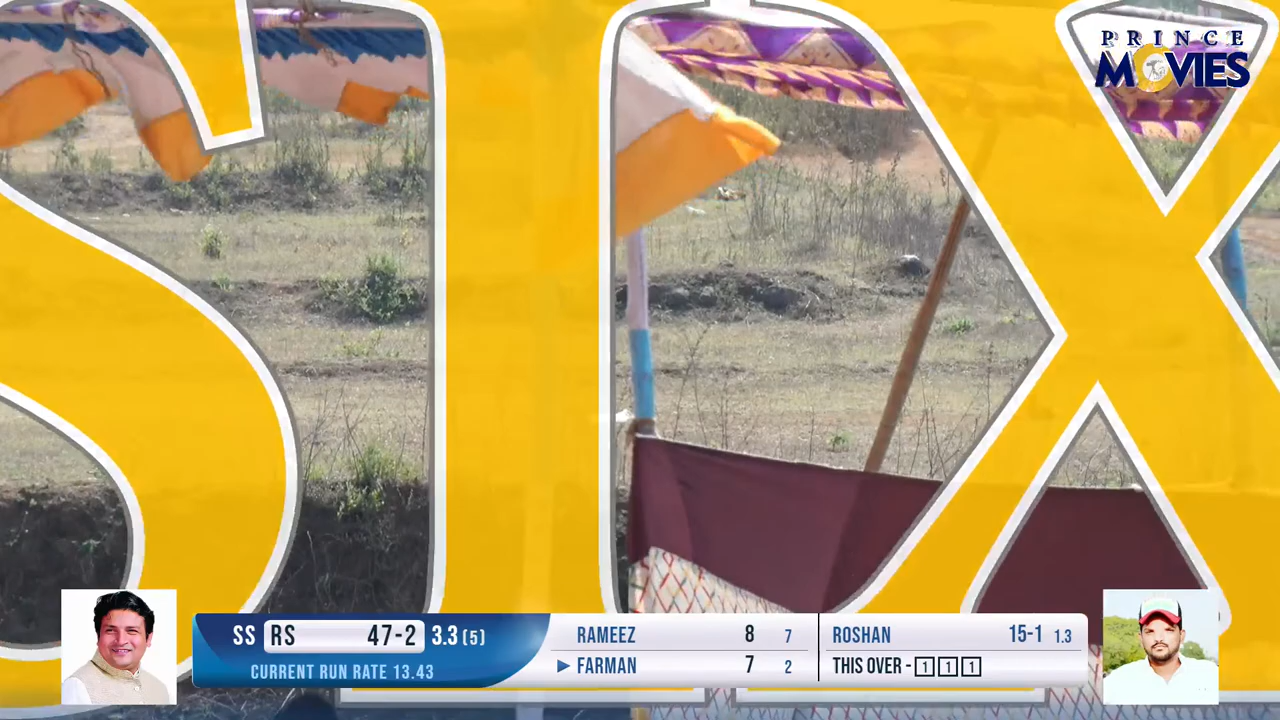 SIX
PRINCE
MOVIES
SS RS 47-2 3.3 (5)
CURRENT RUN RATE 13.43
RAMEEZ 8 7
FARMAN 7 2
ROSHAN 15-1 1.3
THIS OVER - 1 1 1